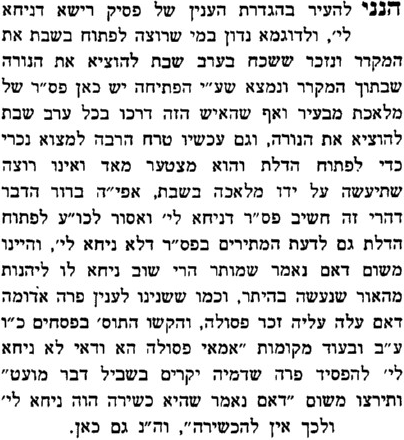 הנני להעיר בהגדרת הענין של פסיק רישא דניחא
לי', ולדוגמא נדון במי שרוצה לפתוח בשבת את
המקרר ונזכר ששכח בערב שבת להוציא את הנורה
שבתוך המקרר ונמצא שע"י הפתיחה יש כאן פס"ר של
מלאכת מבעיר ואף שהאיש הזה דרכו בכל ערב שבת
להוציא את הנורה, וגם עכשיו טרח הרבה למצוא נכרי
כדי לפתוח הדלת והוא מצטער מאד ואינו רוצה
שתיעשה על ידו מלאכה בשבת, אפי"ה ברור הדבר
דהרי זה חשיב פס"ר דניחא לי' ואסור לכו"ע לפתוח
הדלת גם לדעת המתירים בפס"ר דלא ניחא לי', והיינו
משום דאם נאמר שמותר הרי שוב ניחא לו ליהנות
מהאור שנעשה בהיתר, וכמו ששנינו לענין פרה אדומה
דאם עלה עליה זכר פסולה, והקשו התוס' בפסחים כ"ו
ע"ב ובעוד מקומות "אמאי פסולה הא ודאי לא ניחא
לי' להפסיד פרה שדמיה יקרים בשביל דבר מועט"
ותירצו משום "דאם נאמר שהיא כשירה הוה ניחא לי'
ולכך אין להכשירה", וה"נ גם כאן.